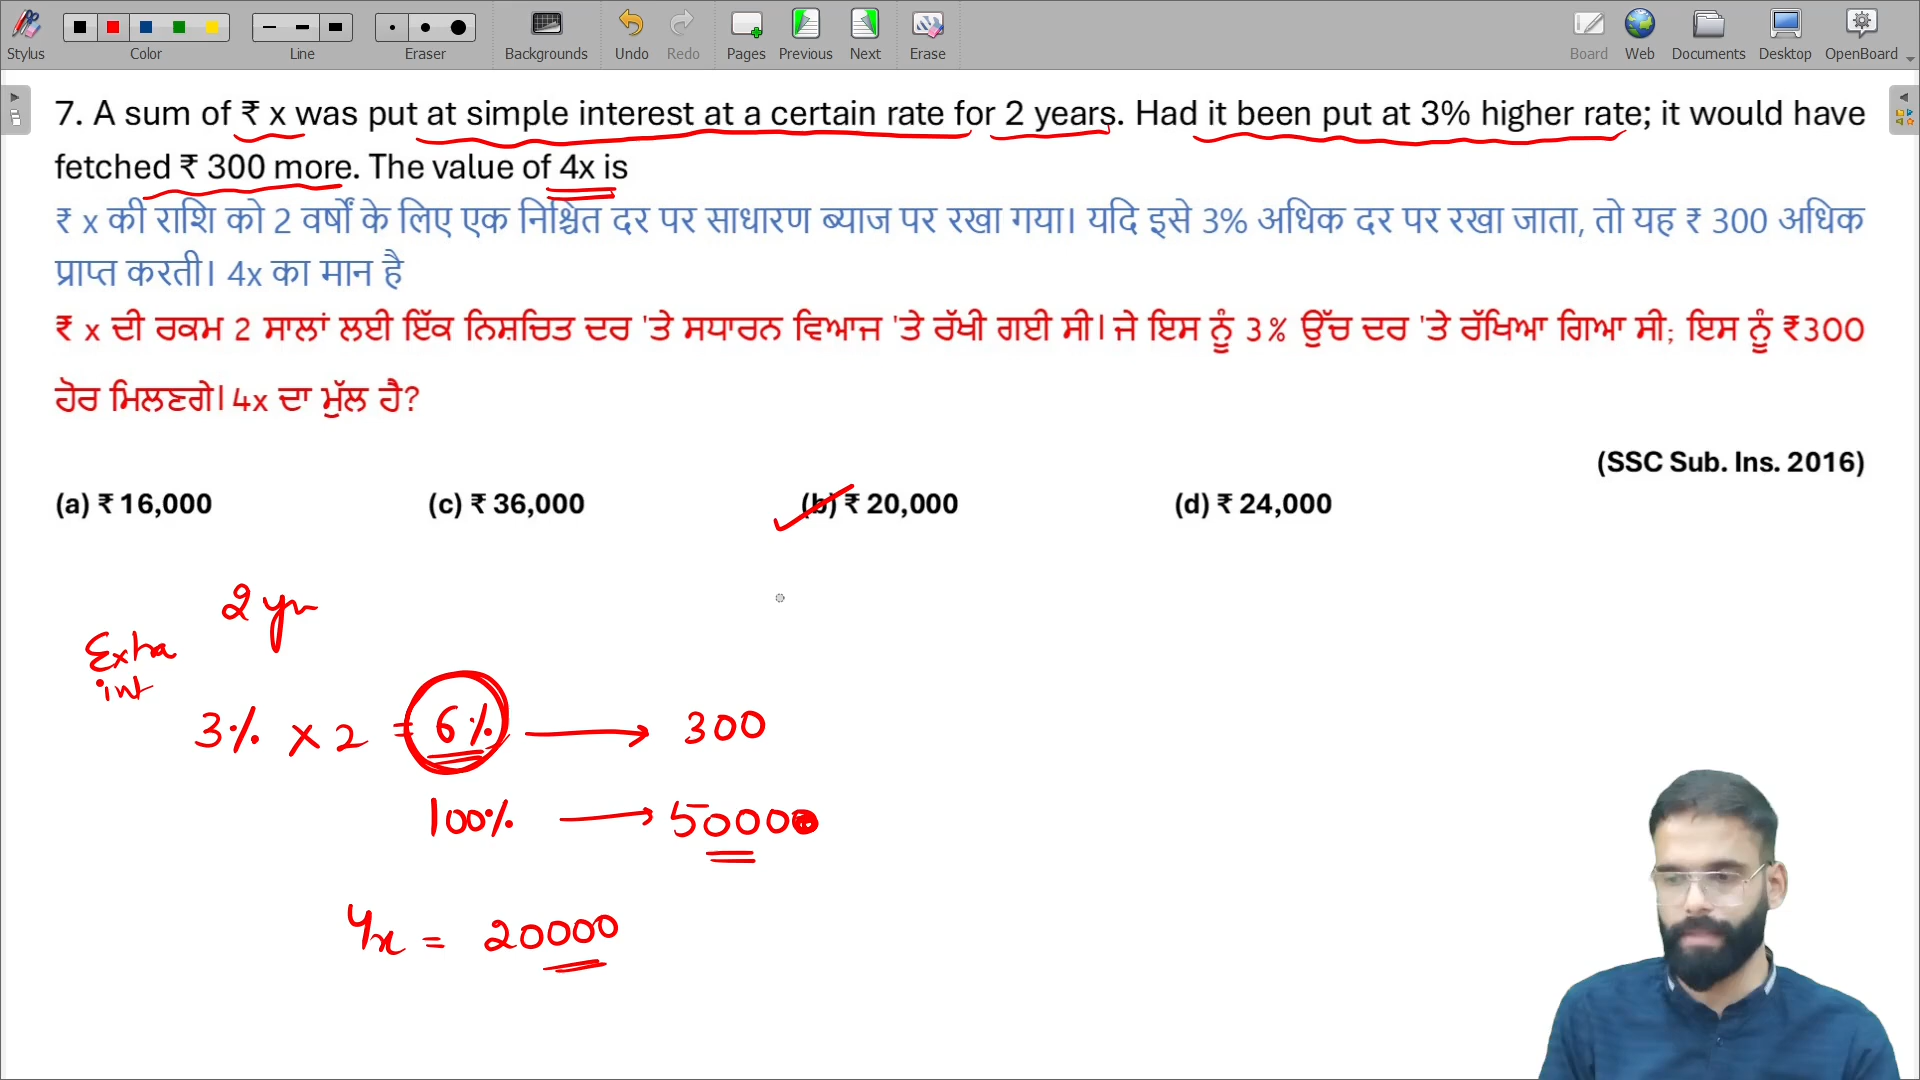 Stylus Color Line Eraser Backgrounds Undo Redo Pages Previous Next Erase Board Web Documents Desktop OpenBoard
7. A sum of ₹ x was put at simple interest at a certain rate for 2 years. Had it been put at 3% higher rate; it would have
fetched ₹ 300 more. The value of 4x is
₹ x की राशि को 2 वर्षों के लिए एक निश्चित दर पर साधारण ब्याज पर रखा गया। यदि इसे 3% अधिक दर पर रखा जाता, तो यह ₹ 300 अधिक
प्राप्त करती। 4x का मान है
₹ x ਦੀ ਰਕਮ 2 ਸਾਲਾਂ ਲਈ ਇੱਕ ਨਿਸ਼ਚਿਤ ਦਰ 'ਤੇ ਸਧਾਰਨ ਵਿਆਜ 'ਤੇ ਰੱਖੀ ਗਈ ਸੀ। ਜੇ ਇਸ ਨੂੰ 3% ਉੱਚ ਦਰ 'ਤੇ ਰੱਖਿਆ ਗਿਆ ਸੀ; ਇਸ ਨੂੰ ₹300
ਹੋਰ ਮਿਲਣਗੇ। 4x ਦਾ ਮੁੱਲ ਹੈ?
(SSC Sub. Ins. 2016)
(a) ₹ 16,000 (c) ₹ 36,000 (b) ₹ 20,000 (d) ₹ 24,000
2 yr
Extra
int
3% × 2 = 6% → 300
100% → 5000
4x = 20000